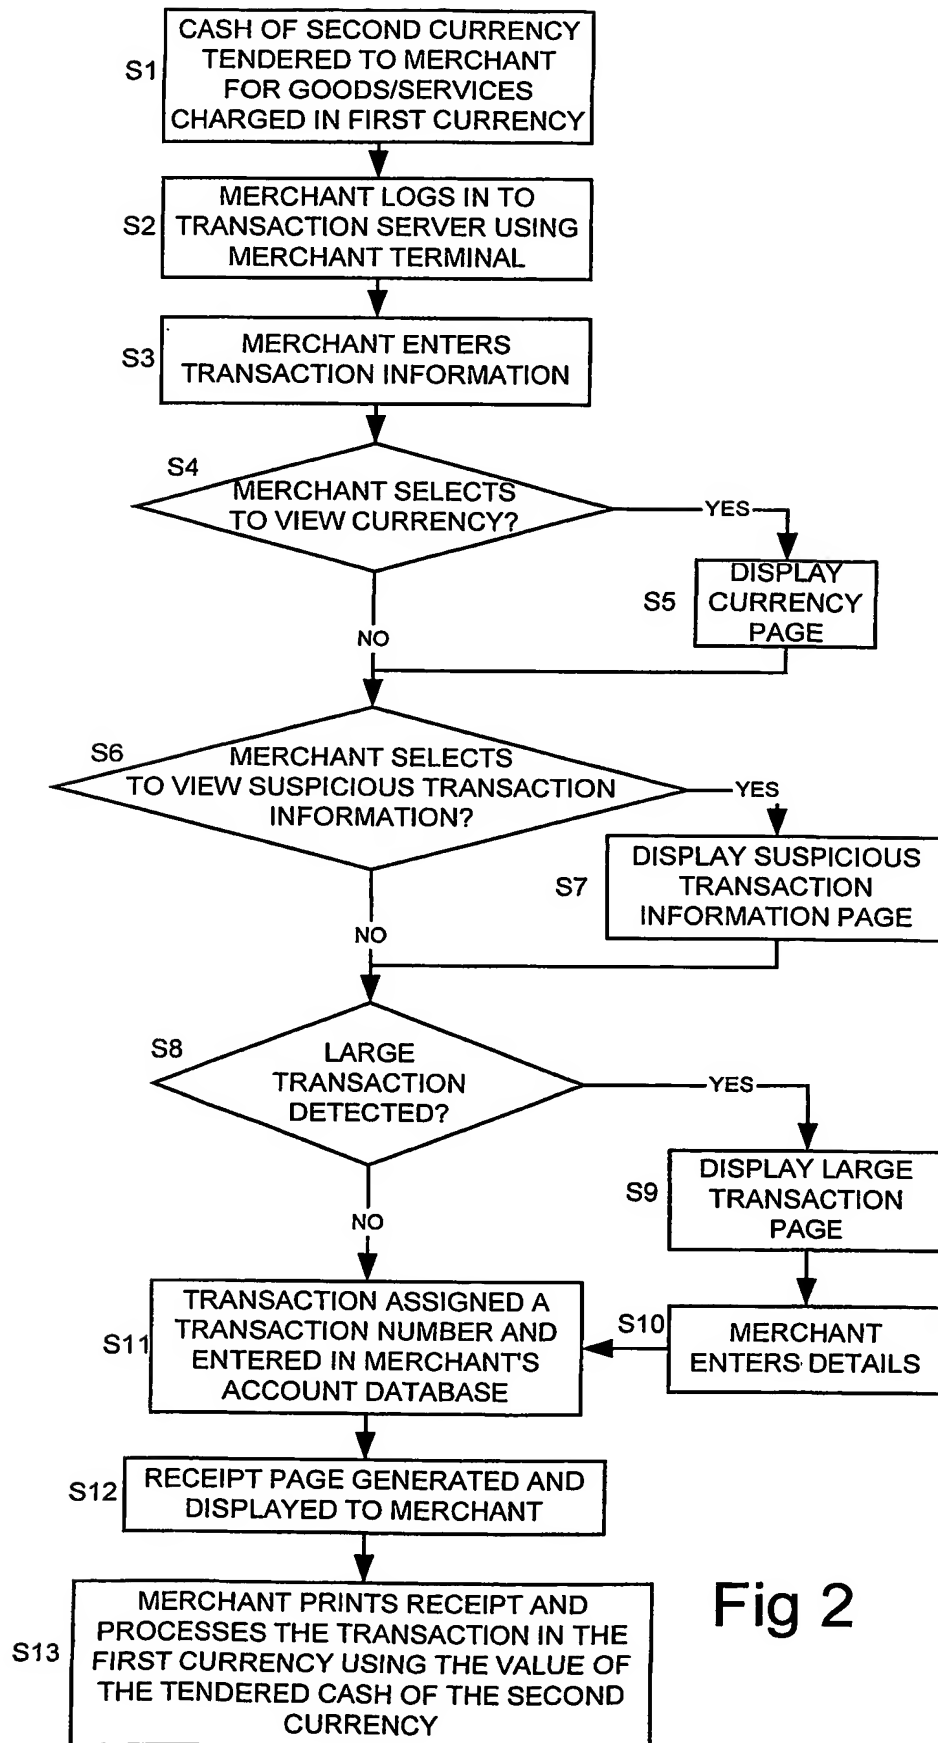 S1
CASH OF SECOND CURRENCY
TENDERED TO MERCHANT
FOR GOODS/SERVICES
CHARGED IN FIRST CURRENCY
S2
MERCHANT LOGS IN TO
TRANSACTION SERVER USING
MERCHANT TERMINAL
S3
MERCHANT ENTERS
TRANSACTION INFORMATION
S4
MERCHANT SELECTS
TO VIEW CURRENCY?
YES
S5
DISPLAY
CURRENCY
PAGE
NO
S6
MERCHANT SELECTS
TO VIEW SUSPICIOUS TRANSACTION
INFORMATION?
YES
S7
DISPLAY SUSPICIOUS
TRANSACTION
INFORMATION PAGE
NO
S8
LARGE
TRANSACTION
DETECTED?
YES
S9
DISPLAY LARGE
TRANSACTION
PAGE
NO
S10
MERCHANT
ENTERS DETAILS
S11
TRANSACTION ASSIGNED A
TRANSACTION NUMBER AND
ENTERED IN MERCHANT'S
ACCOUNT DATABASE
S12
RECEIPT PAGE GENERATED AND
DISPLAYED TO MERCHANT
S13
MERCHANT PRINTS RECEIPT AND
PROCESSES THE TRANSACTION IN THE
FIRST CURRENCY USING THE VALUE OF
THE TENDERED CASH OF THE SECOND
CURRENCY
Fig 2